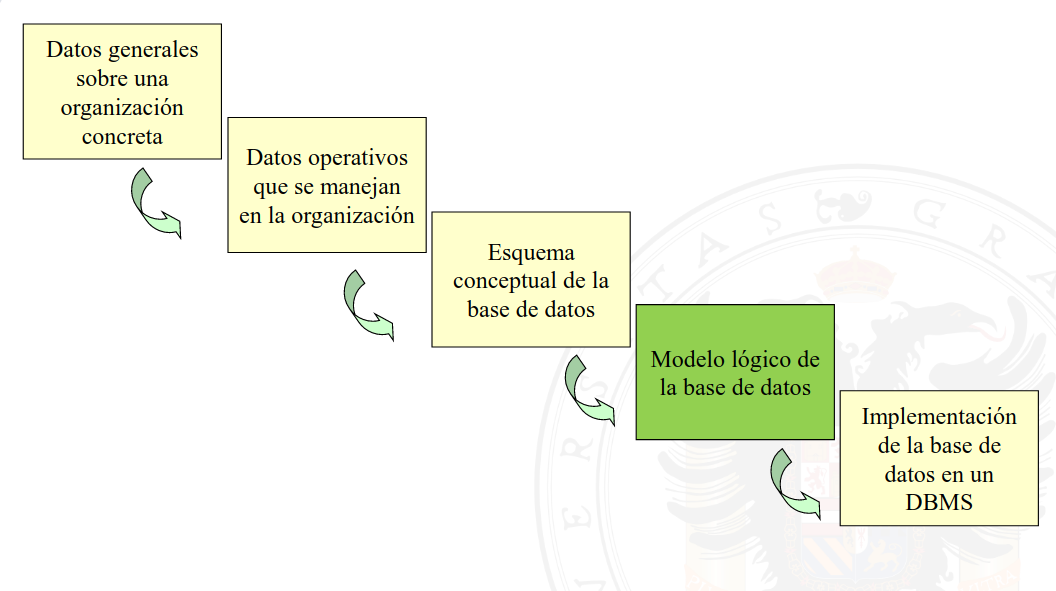 Datos generales
sobre una
organización
concreta
Datos operativos
que se manejan
en la organización
Esquema
conceptual de la
base de datos
Modelo lógico de
la base de datos
Implementación
de la base de
datos en un
DBMS